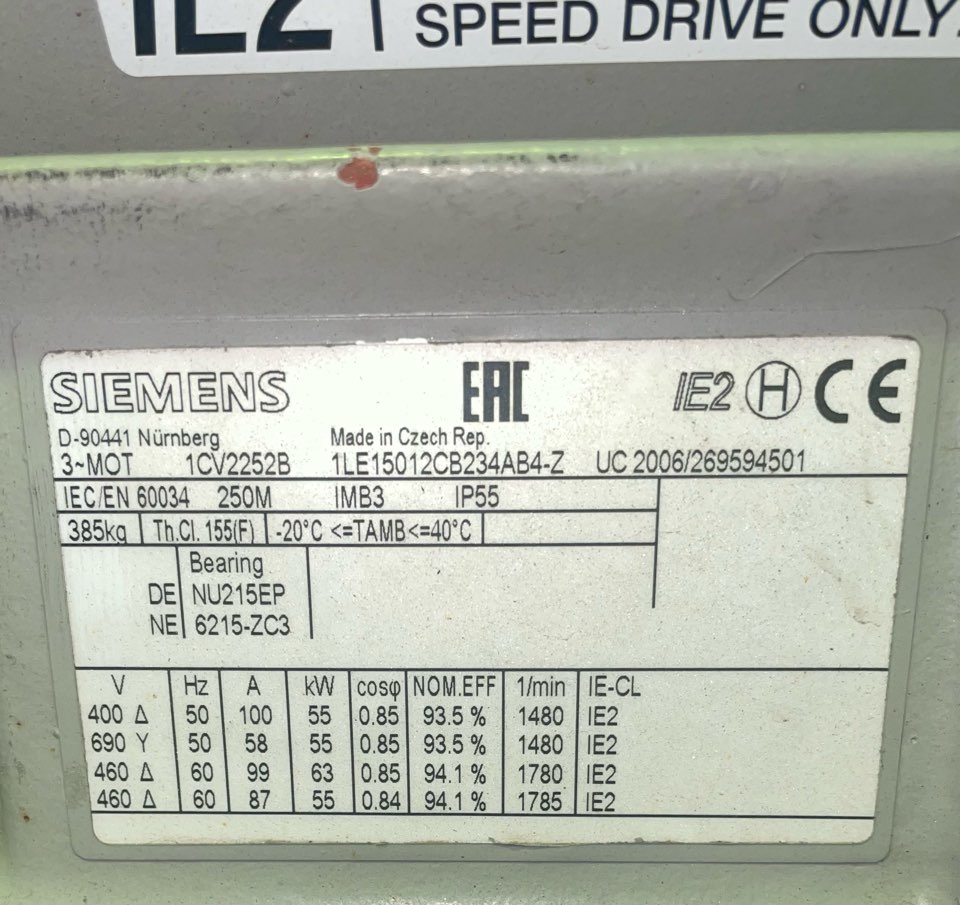 IE2 SPEED DRIVE ONLY.
SIEMENS EAC IE2 H CE
D-90441 Nürnberg Made in Czech Rep.
3~MOT 1CV2252B 1LE15012CB234AB4-Z UC 2006/269594501
IEC/EN 60034 250M IMB3 IP55
385kg Th.Cl. 155(F) -20°C <=TAMB<=40°C
Bearing
DE NU215EP
NE 6215-ZC3
V Hz A kW cosφ NOM.EFF 1/min IE-CL
400 Δ 50 100 55 0.85 93.5 % 1480 IE2
690 Y 50 58 55 0.85 93.5 % 1480 IE2
460 Δ 60 99 63 0.85 94.1 % 1780 IE2
460 Δ 60 87 55 0.84 94.1 % 1785 IE2